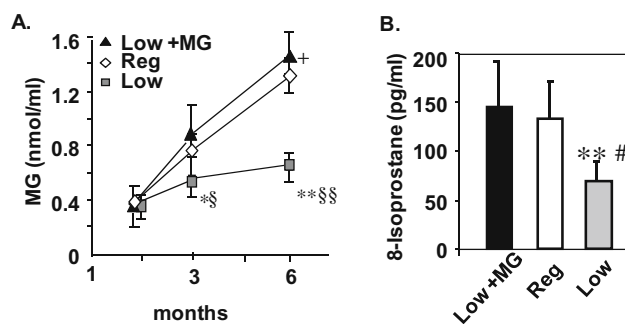 A.
1.6
1.2
0.8
0.4
0
MG (nmol/ml)
Low +MG
Reg
Low
+
*§
**§§
1
3
6
months
B.
200
150
100
50
0
8-Isoprostane (pg/ml)
** #
Low +MG
Reg
Low